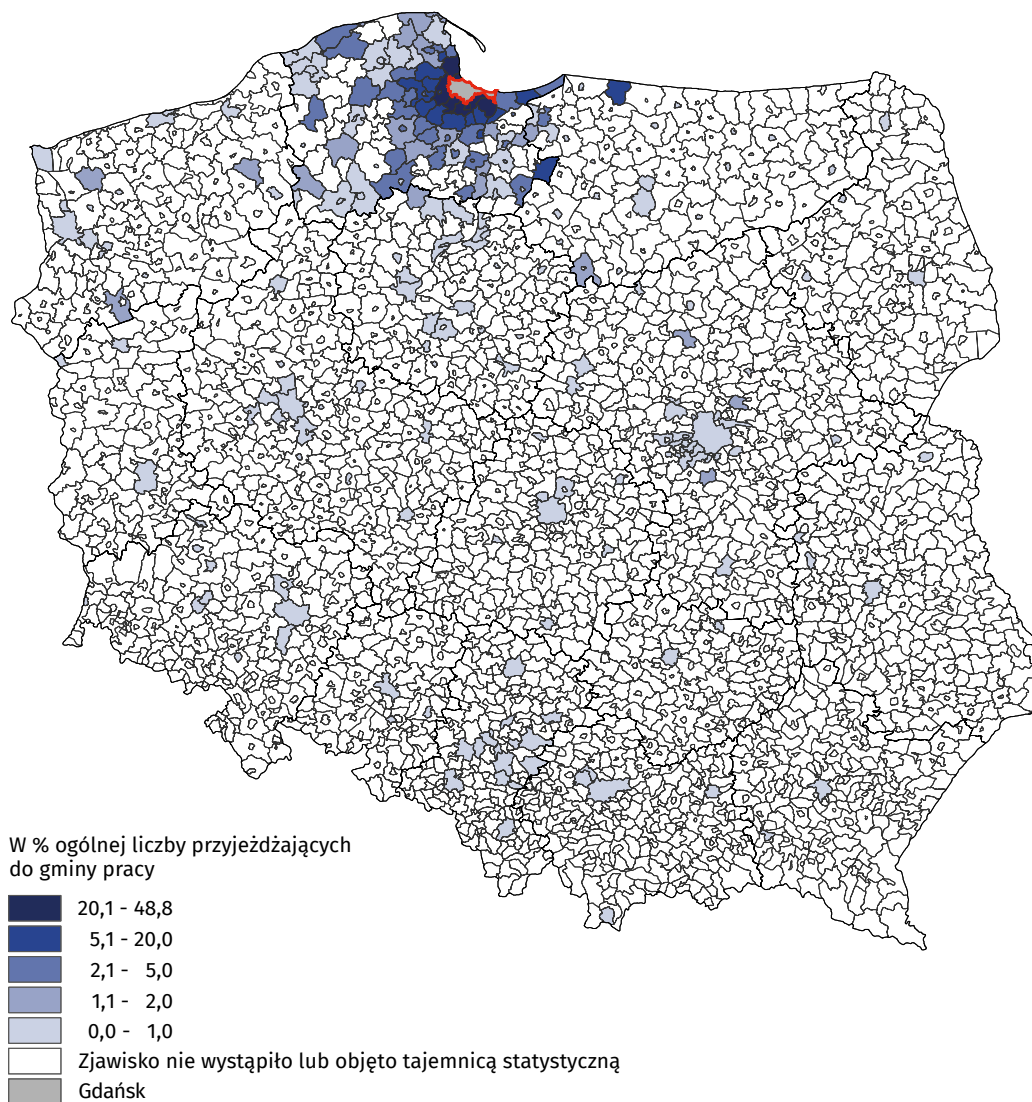 W % ogólnej liczby przyjeżdżających
do gminy pracy
20,1 - 48,8
5,1 - 20,0
2,1 - 5,0
1,1 - 2,0
0,0 - 1,0
Zjawisko nie wystąpiło lub objęto tajemnicą statystyczną
Gdańsk